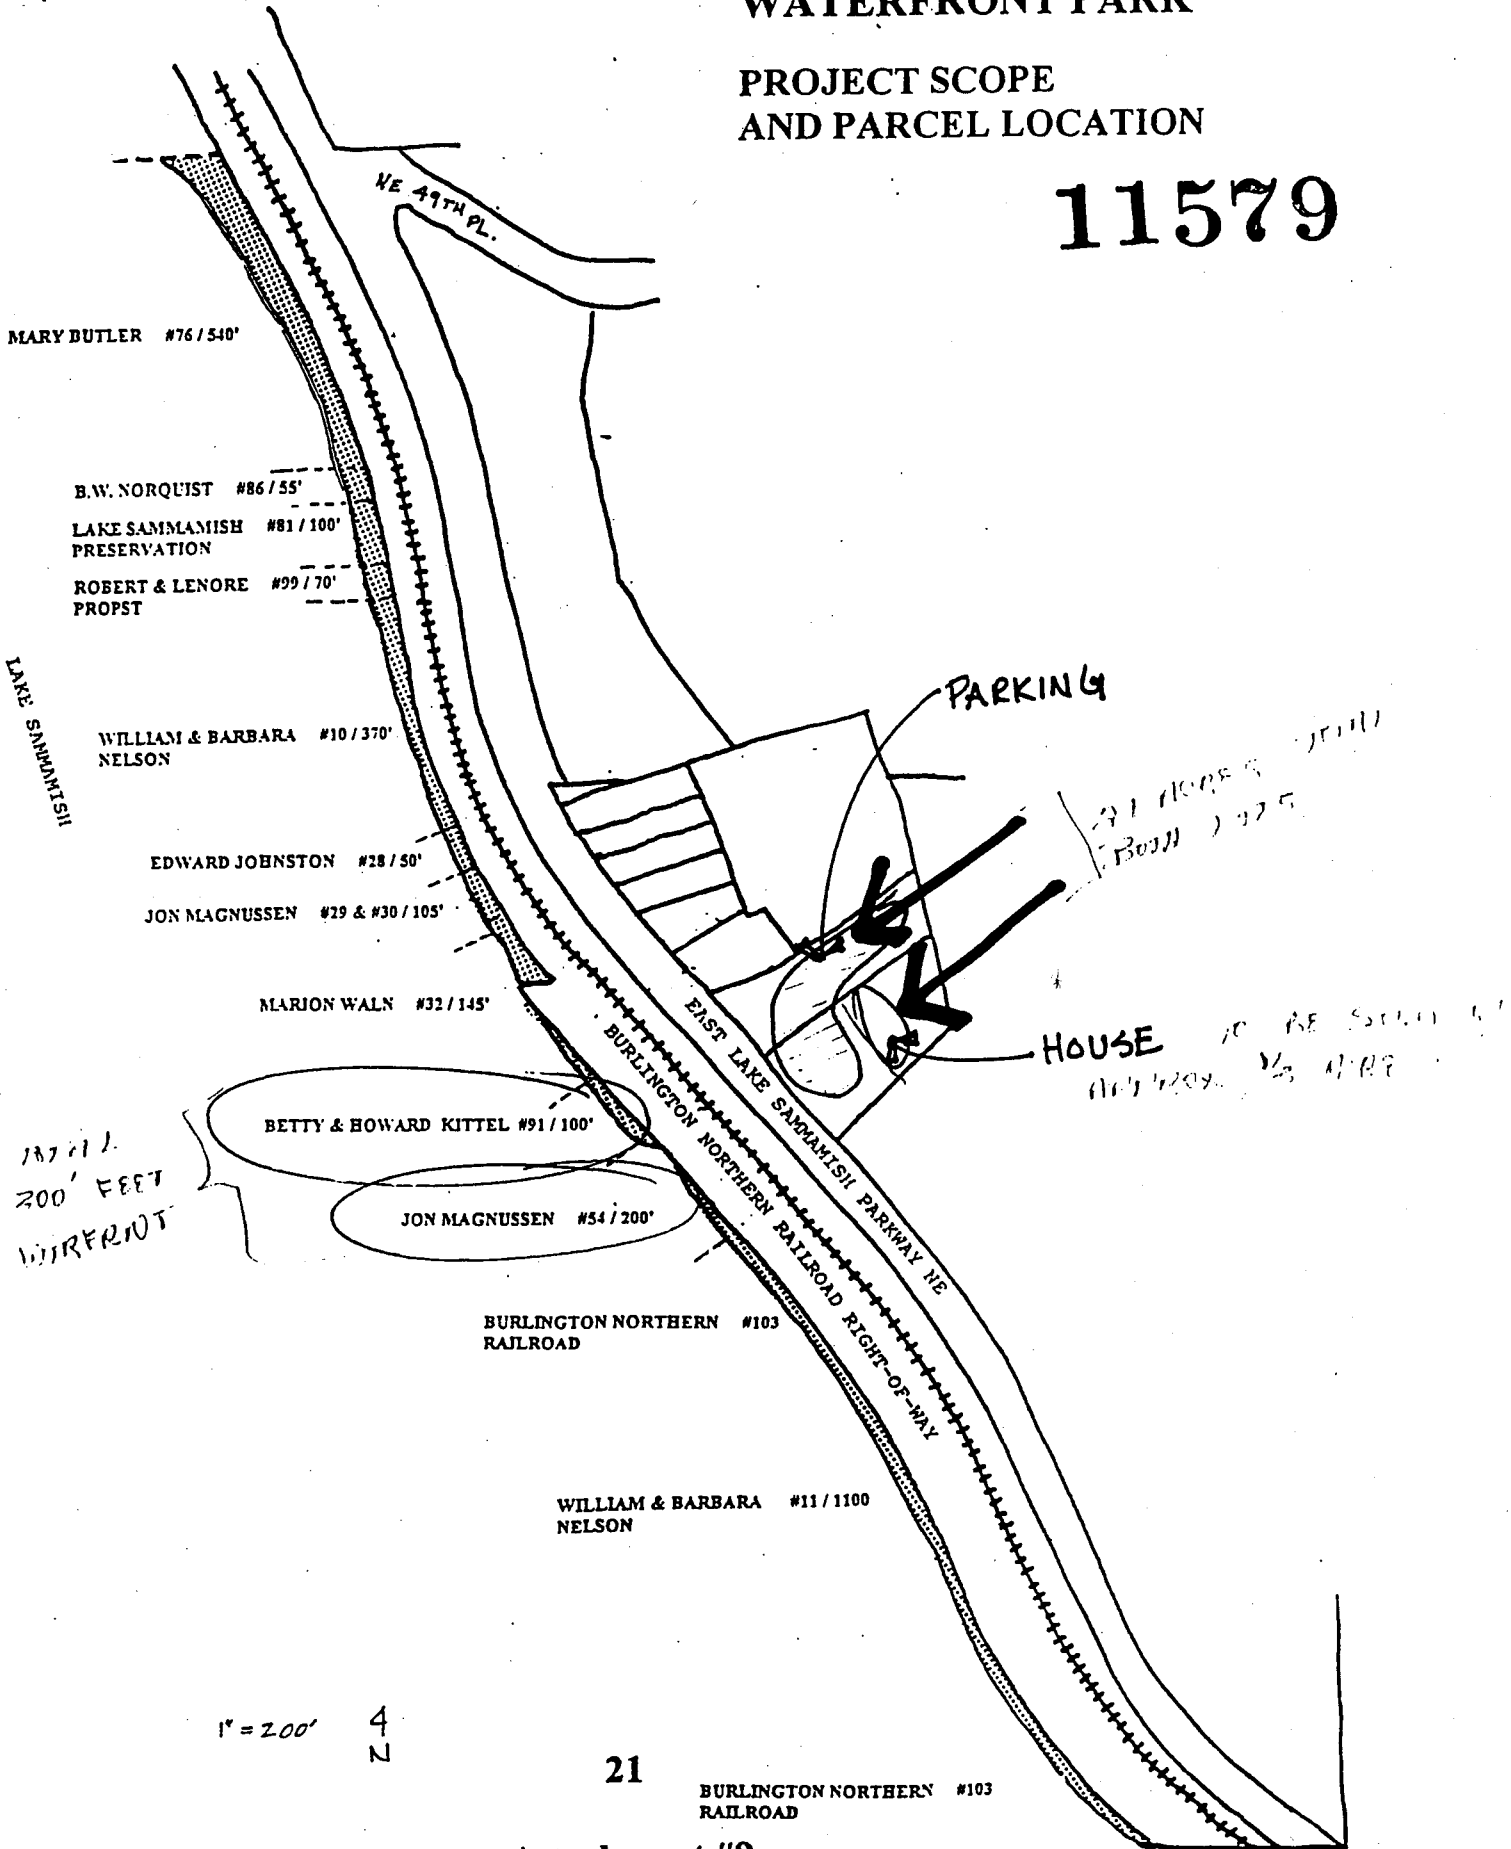 WATERFRONT PARK
PROJECT SCOPE
AND PARCEL LOCATION
11579
NE 49TH PL.
MARY BUTLER #76 / 540'
B.W. NORQUIST #86 / 55'
LAKE SAMMAMISH #81 / 100'
PRESERVATION
ROBERT & LENORE #99 / 70'
PROPST
LAKE SAMMAMISH
WILLIAM & BARBARA #10 / 370'
NELSON
PARKING
EDWARD JOHNSTON #28 / 50'
JON MAGNUSSEN #29 & #30 / 105'
MARION WALN #32 / 145'
HOUSE
EAST LAKE SAMMAMISH PARKWAY NE
BURLINGTON NORTHERN RAILROAD RIGHT-OF-WAY
BETTY & HOWARD KITTEL #91 / 100'
200' FEET
JON MAGNUSSEN #54 / 200'
BURLINGTON NORTHERN #103
RAILROAD
WILLIAM & BARBARA #11 / 1100
NELSON
1" = 200'
N
21
BURLINGTON NORTHERN #103
RAILROAD